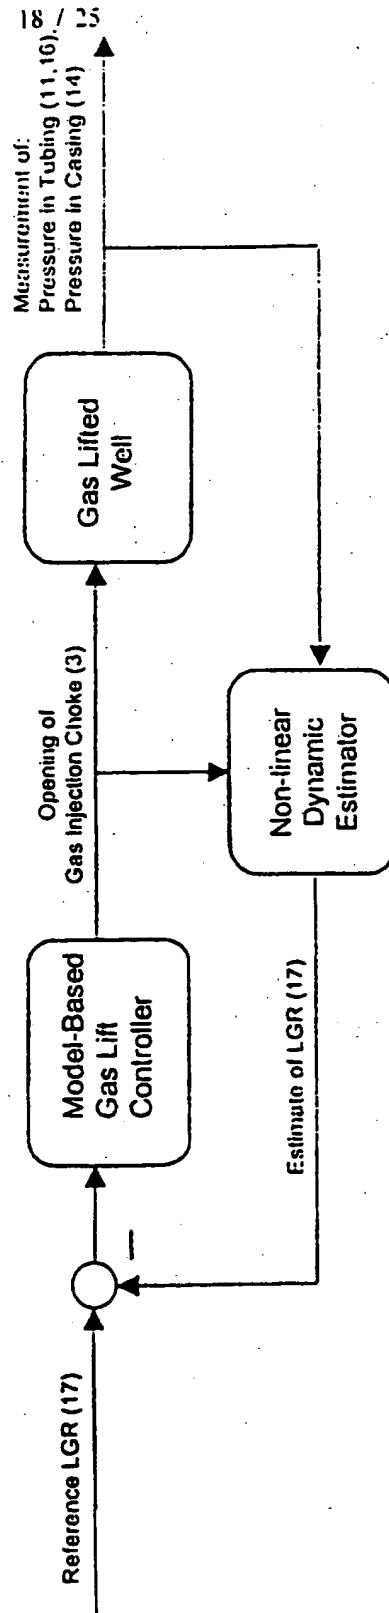 18 / 25
Measurement of:
Pressure in Tubing (11,16),
Pressure in Casing (14)
Gas Lifted
Well
Opening of
Gas Injection Choke (3)
Non-linear
Dynamic
Estimator
Model-Based
Gas Lift
Controller
Estimate of LGR (17)
–
Reference LGR (17)